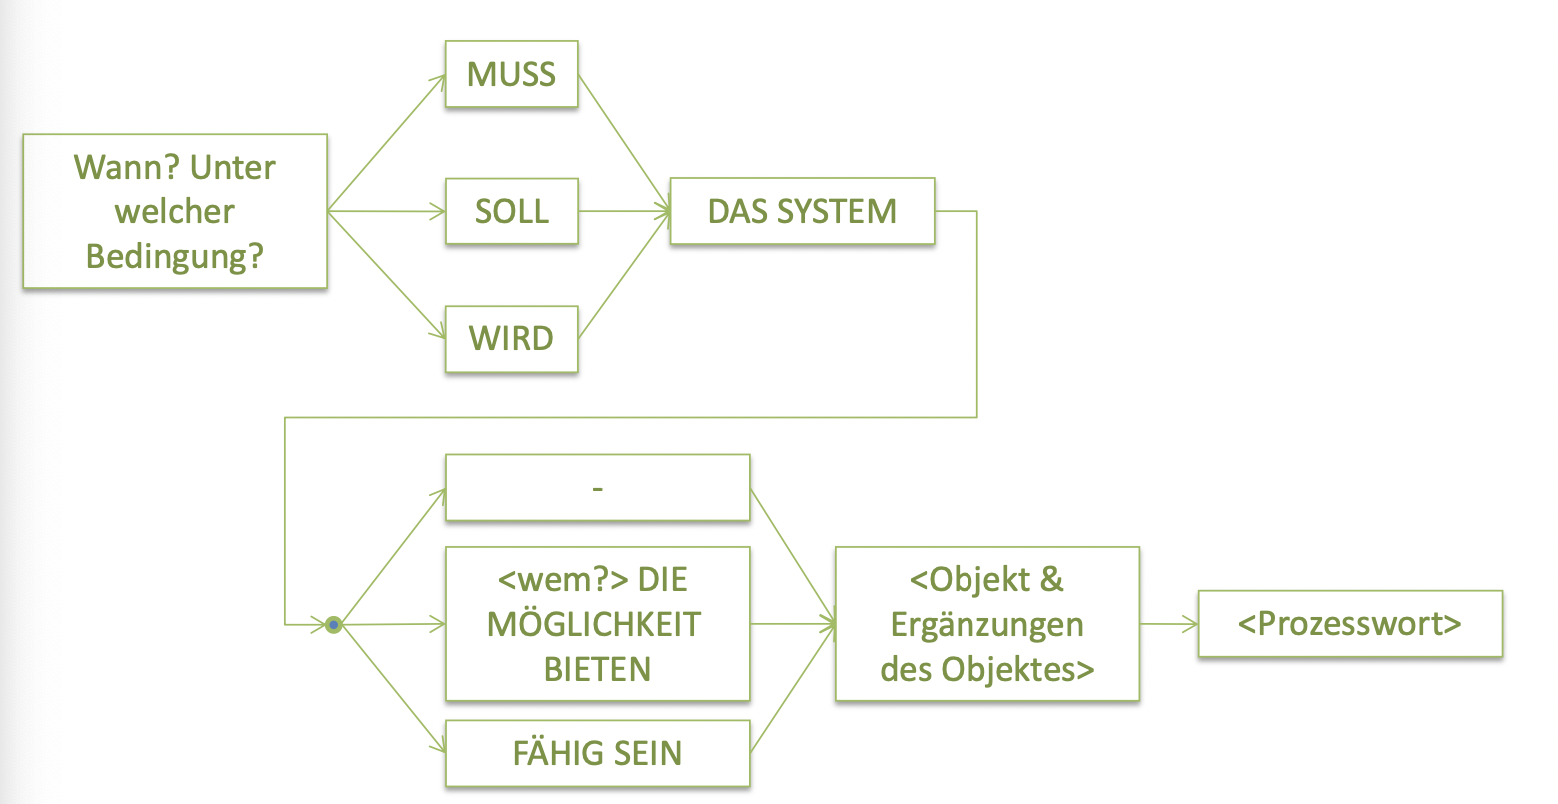 MUSS
Wann? Unter
welcher
Bedingung?
SOLL
DAS SYSTEM
WIRD
-
<wem?> DIE
MÖGLICHKEIT
BIETEN
<Objekt &
Ergänzungen
des Objektes>
<Prozesswort>
FÄHIG SEIN